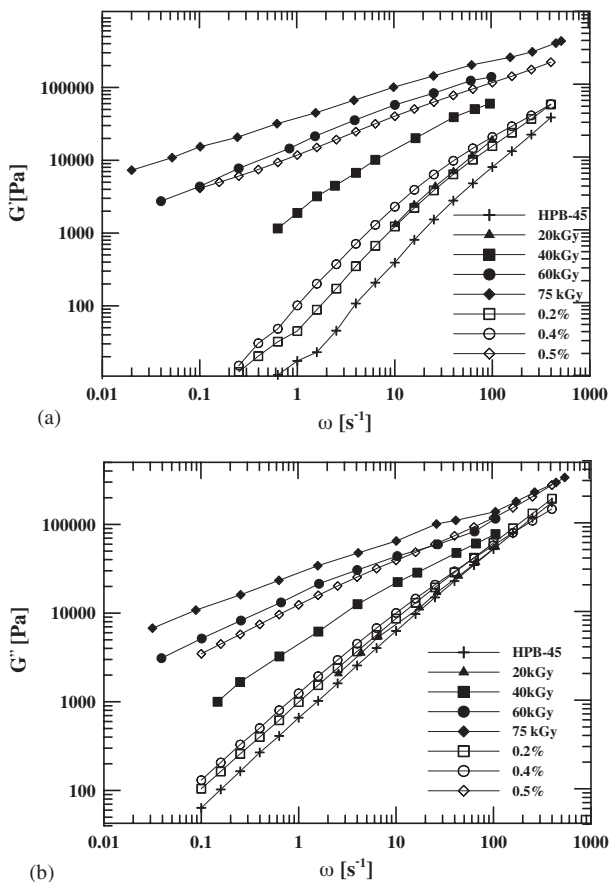 100000
10000
1000
100
G'[Pa]
HPB-45
20kGy
40kGy
60kGy
75 kGy
0.2%
0.4%
0.5%
0.01 0.1 1 10 100 1000
(a)
ω [s-1]
100000
10000
1000
100
G” [Pa]
HPB-45
20kGy
40kGy
60kGy
75 kGy
0.2%
0.4%
0.5%
0.01 0.1 1 10 100 1000
(b)
ω [s-1]